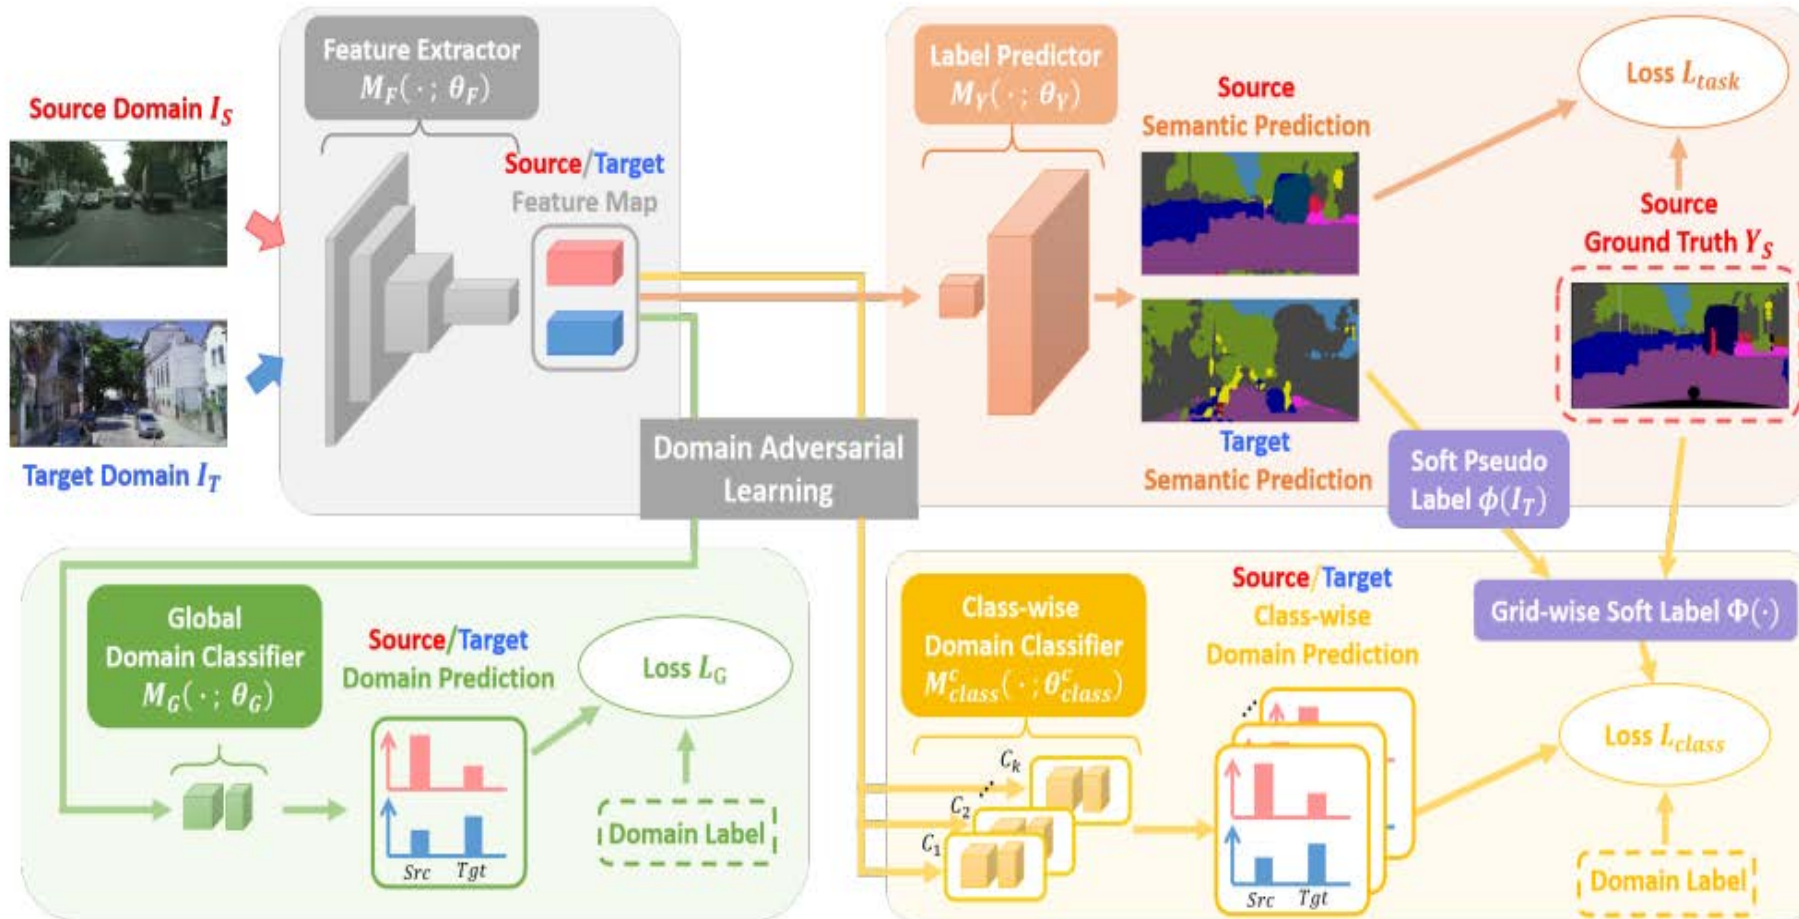 Feature Extractor
M_F(·; θ_F)
Source Domain I_S
Source/Target
Feature Map
Target Domain I_T
Domain Adversarial
Learning
Label Predictor
M_Y(·; θ_Y)
Source
Semantic Prediction
Target
Semantic Prediction
Loss L_task
Source
Ground Truth Y_S
Soft Pseudo
Label ϕ(I_T)
Grid-wise Soft Label Φ(·)
Global
Domain Classifier
M_G(·; θ_G)
Source/Target
Domain Prediction
Src Tgt
Loss L_G
Domain Label
Class-wise
Domain Classifier
M^c_class(·; θ^c_class)
C_k
C_2
C_1
Source/Target
Class-wise
Domain Prediction
Src Tgt
Loss L_class
Domain Label